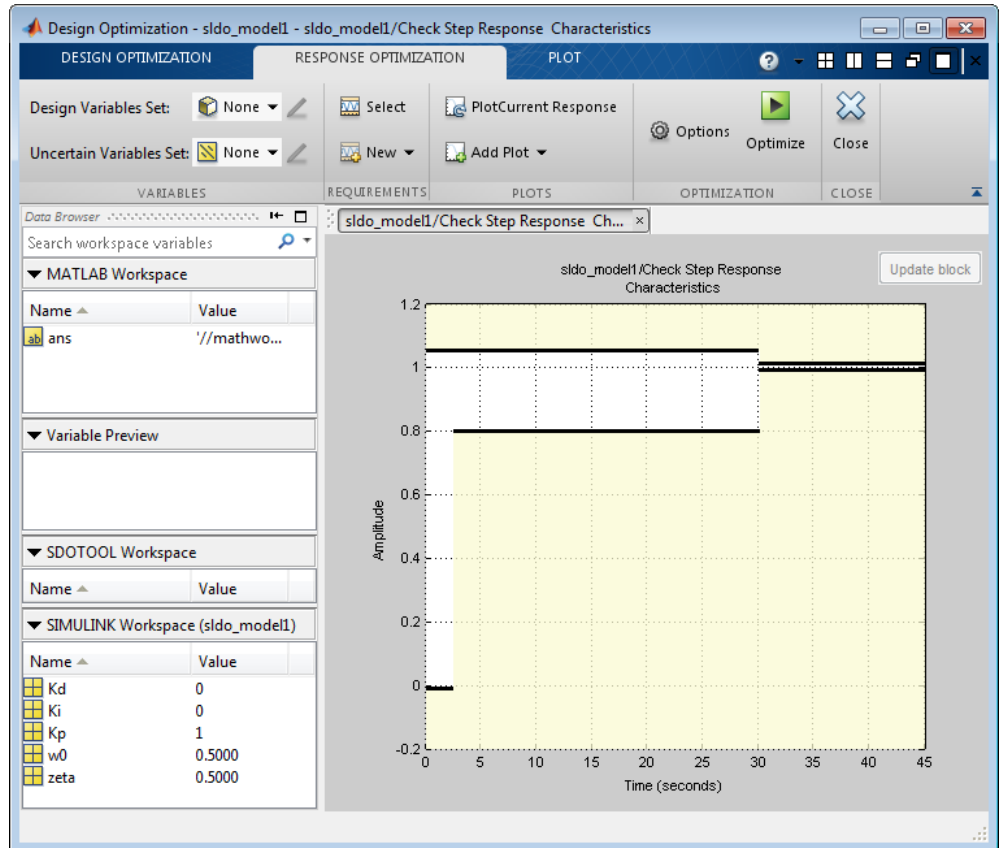 Design Optimization - sldo_model1 - sldo_model1/Check Step Response Characteristics
DESIGN OPTIMIZATION RESPONSE OPTIMIZATION PLOT
Design Variables Set: None
Uncertain Variables Set: None
VARIABLES
Select
New
REQUIREMENTS
PlotCurrent Response
Add Plot
PLOTS
Options
Optimize
OPTIMIZATION
Close
CLOSE
Data Browser
Search workspace variables
MATLAB Workspace
Name Value
ab ans '//mathwo...
Variable Preview
SDOTOOL Workspace
Name Value
SIMULINK Workspace (sldo_model1)
Name Value
Kd 0
Ki 0
Kp 1
w0 0.5000
zeta 0.5000
sldo_model1/Check Step Response Ch... ×
Update block
sldo_model1/Check Step Response
Characteristics
1.2
1
0.8
0.6
0.4
0.2
0
-0.2
Amplitude
0 5 10 15 20 25 30 35 40 45
Time (seconds)